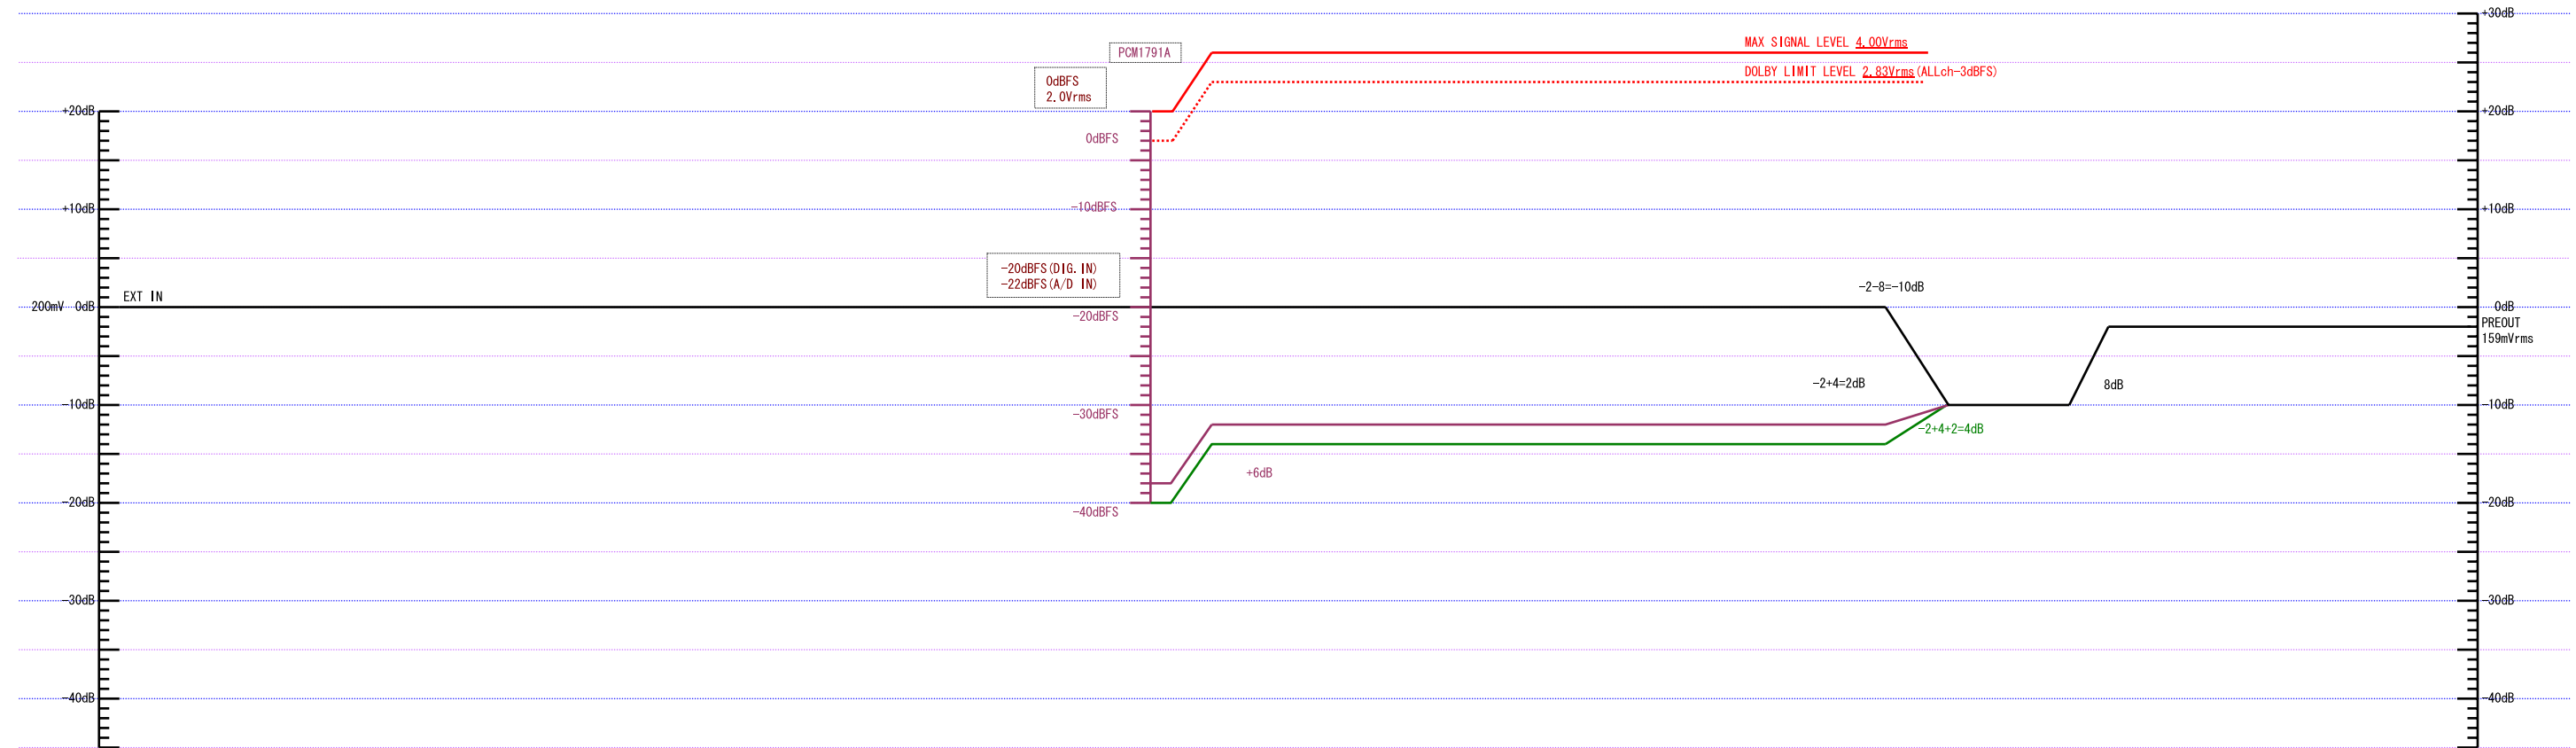 +30dB
MAX SIGNAL LEVEL 4.00Vrms
PCM1791A
DOLBY LIMIT LEVEL 2.83Vrms(ALLch-3dBFS)
0dBFS
2.0Vrms
+20dB
+20dB
0dBFS
-10dBFS
+10dB
+10dB
-20dBFS(DIG.IN)
-22dBFS(A/D IN)
-2-8=-10dB
EXT IN
200mV 0dB
0dB
-20dBFS
PREOUT
159mVrms
-2+4=2dB
8dB
-10dB
-10dB
-30dBFS
-2+4+2=4dB
+6dB
-20dB
-20dB
-40dBFS
-30dB
-30dB
-40dB
-40dB